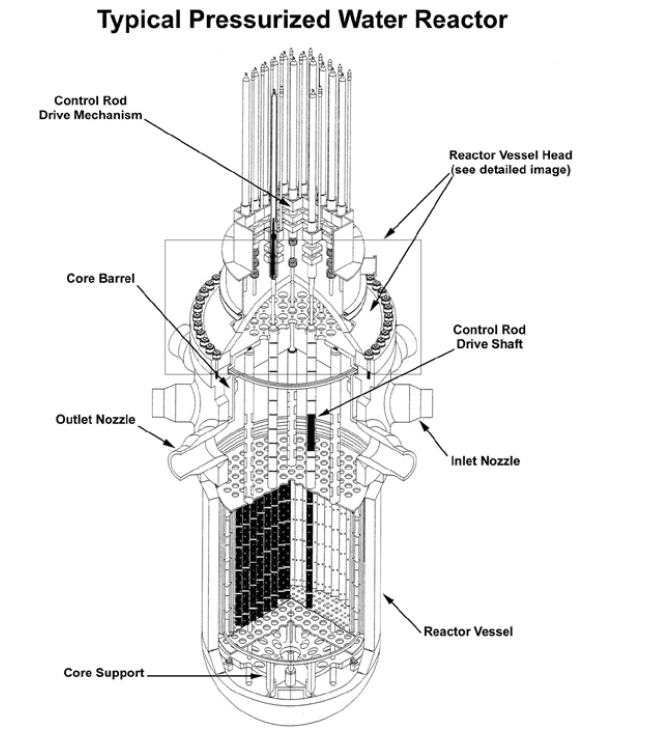 Typical Pressurized Water Reactor
Control Rod
Drive Mechanism
Reactor Vessel Head
(see detailed image)
Core Barrel
Control Rod
Drive Shaft
Outlet Nozzle
Inlet Nozzle
Reactor Vessel
Core Support